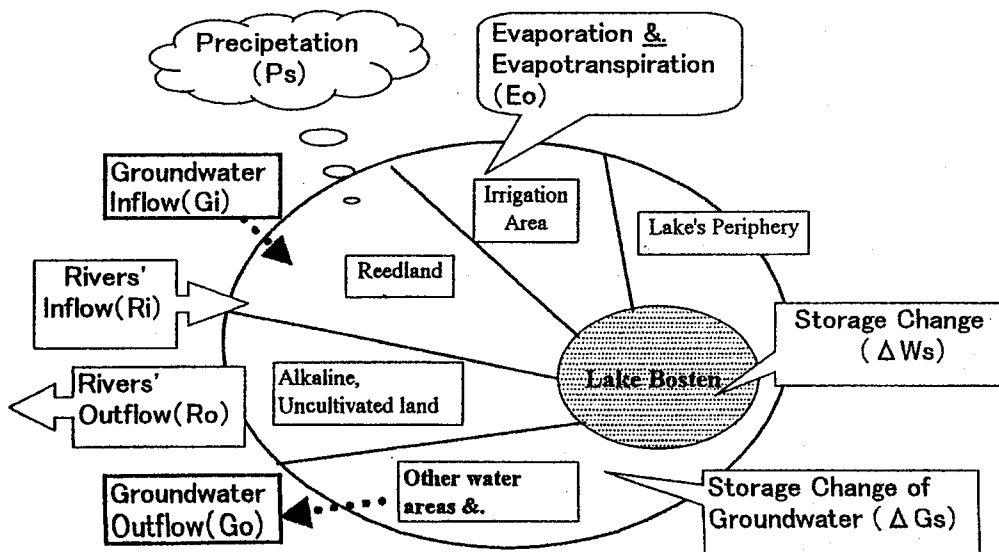 Precipetation
(Ps)
Evaporation &.
Evapotranspiration
(Eo)
Groundwater
Inflow(Gi)
Irrigation
Area
Lake's Periphery
Reedland
Rivers'
Inflow(Ri)
Storage Change
(ΔWs)
Lake Bosten
Rivers'
Outflow(Ro)
Alkaline,
Uncultivated land
Groundwater
Outflow(Go)
Other water
areas &.
Storage Change of
Groundwater (ΔGs)